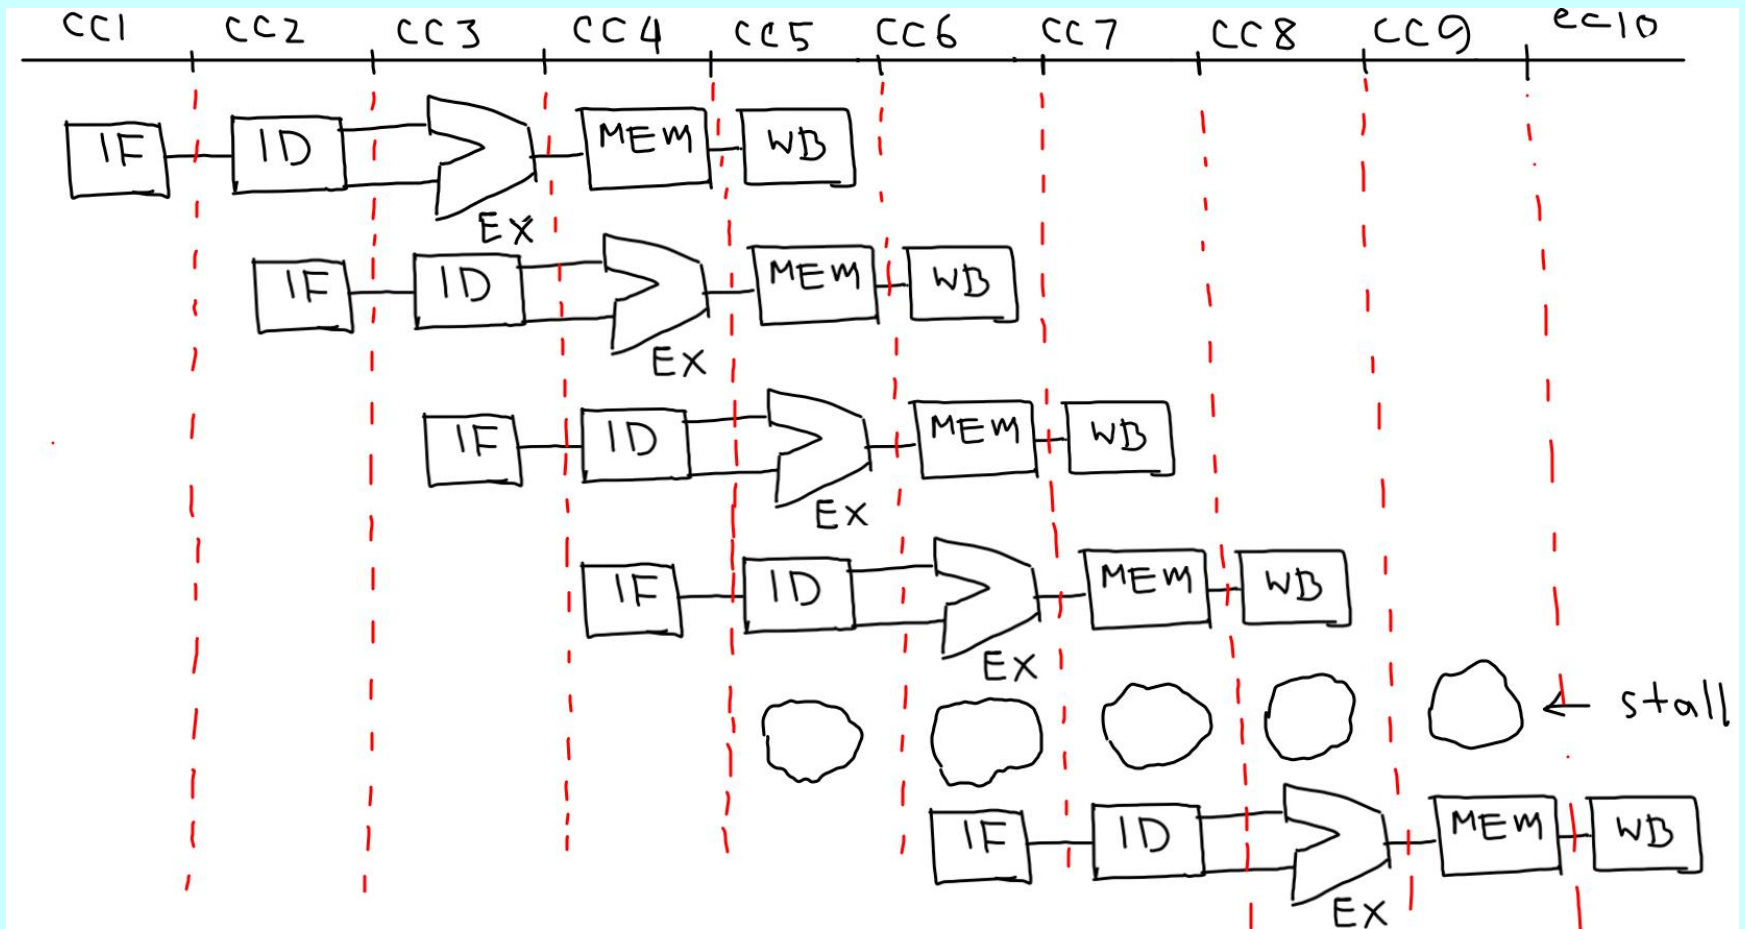 CC1 CC2 CC3 CC4 CC5 CC6 CC7 CC8 CC9 CC10
IF ID MEM WB
EX
IF ID MEM WB
EX
IF ID MEM WB
EX
IF ID MEM WB
EX
← stall
IF ID MEM WB
EX